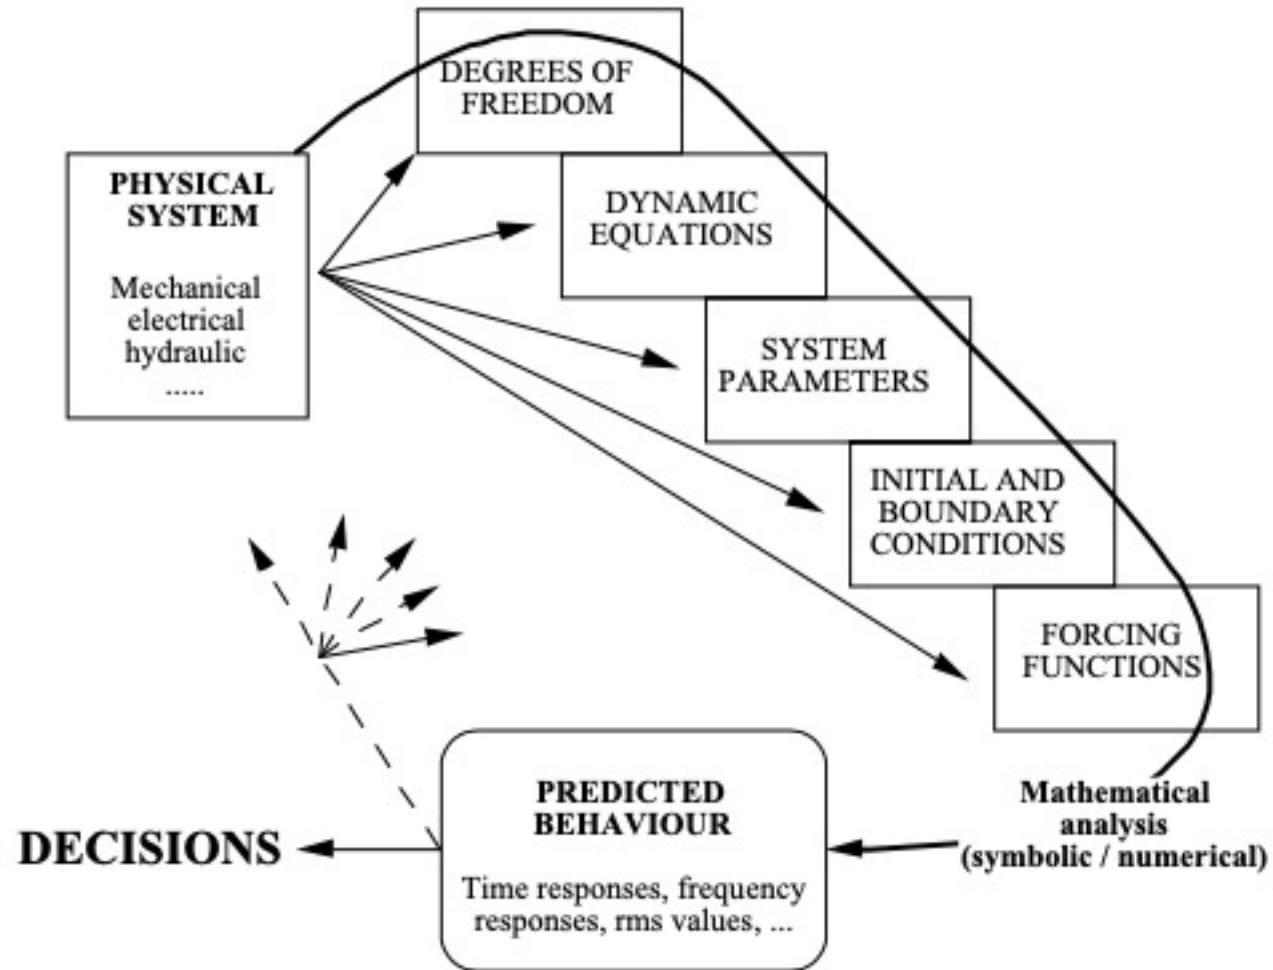 DEGREES OF
FREEDOM
PHYSICAL
SYSTEM
Mechanical
electrical
hydraulic
.....
DYNAMIC
EQUATIONS
SYSTEM
PARAMETERS
INITIAL AND
BOUNDARY
CONDITIONS
FORCING
FUNCTIONS
Mathematical
analysis
(symbolic / numerical)
PREDICTED
BEHAVIOUR
Time responses, frequency
responses, rms values, ...
DECISIONS